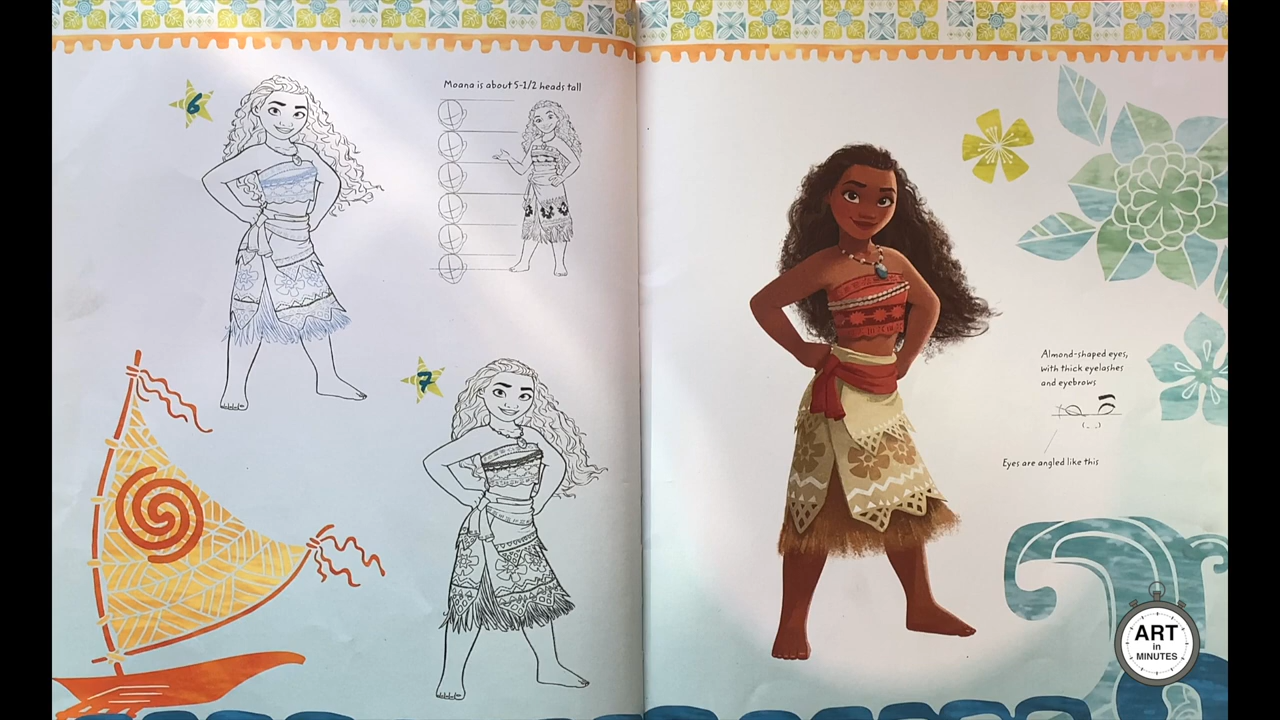 6
Moana is about 5-1/2 heads tall
7
Almond-shaped eyes,
with thick eyelashes
and eyebrows
Eyes are angled like this
ART
in
MINUTES